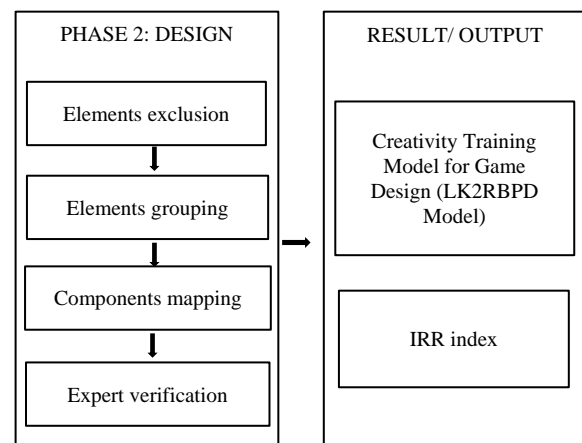 PHASE 2: DESIGN
Elements exclusion
Elements grouping
Components mapping
Expert verification
RESULT/ OUTPUT
Creativity Training
Model for Game
Design (LK2RBPD
Model)
IRR index